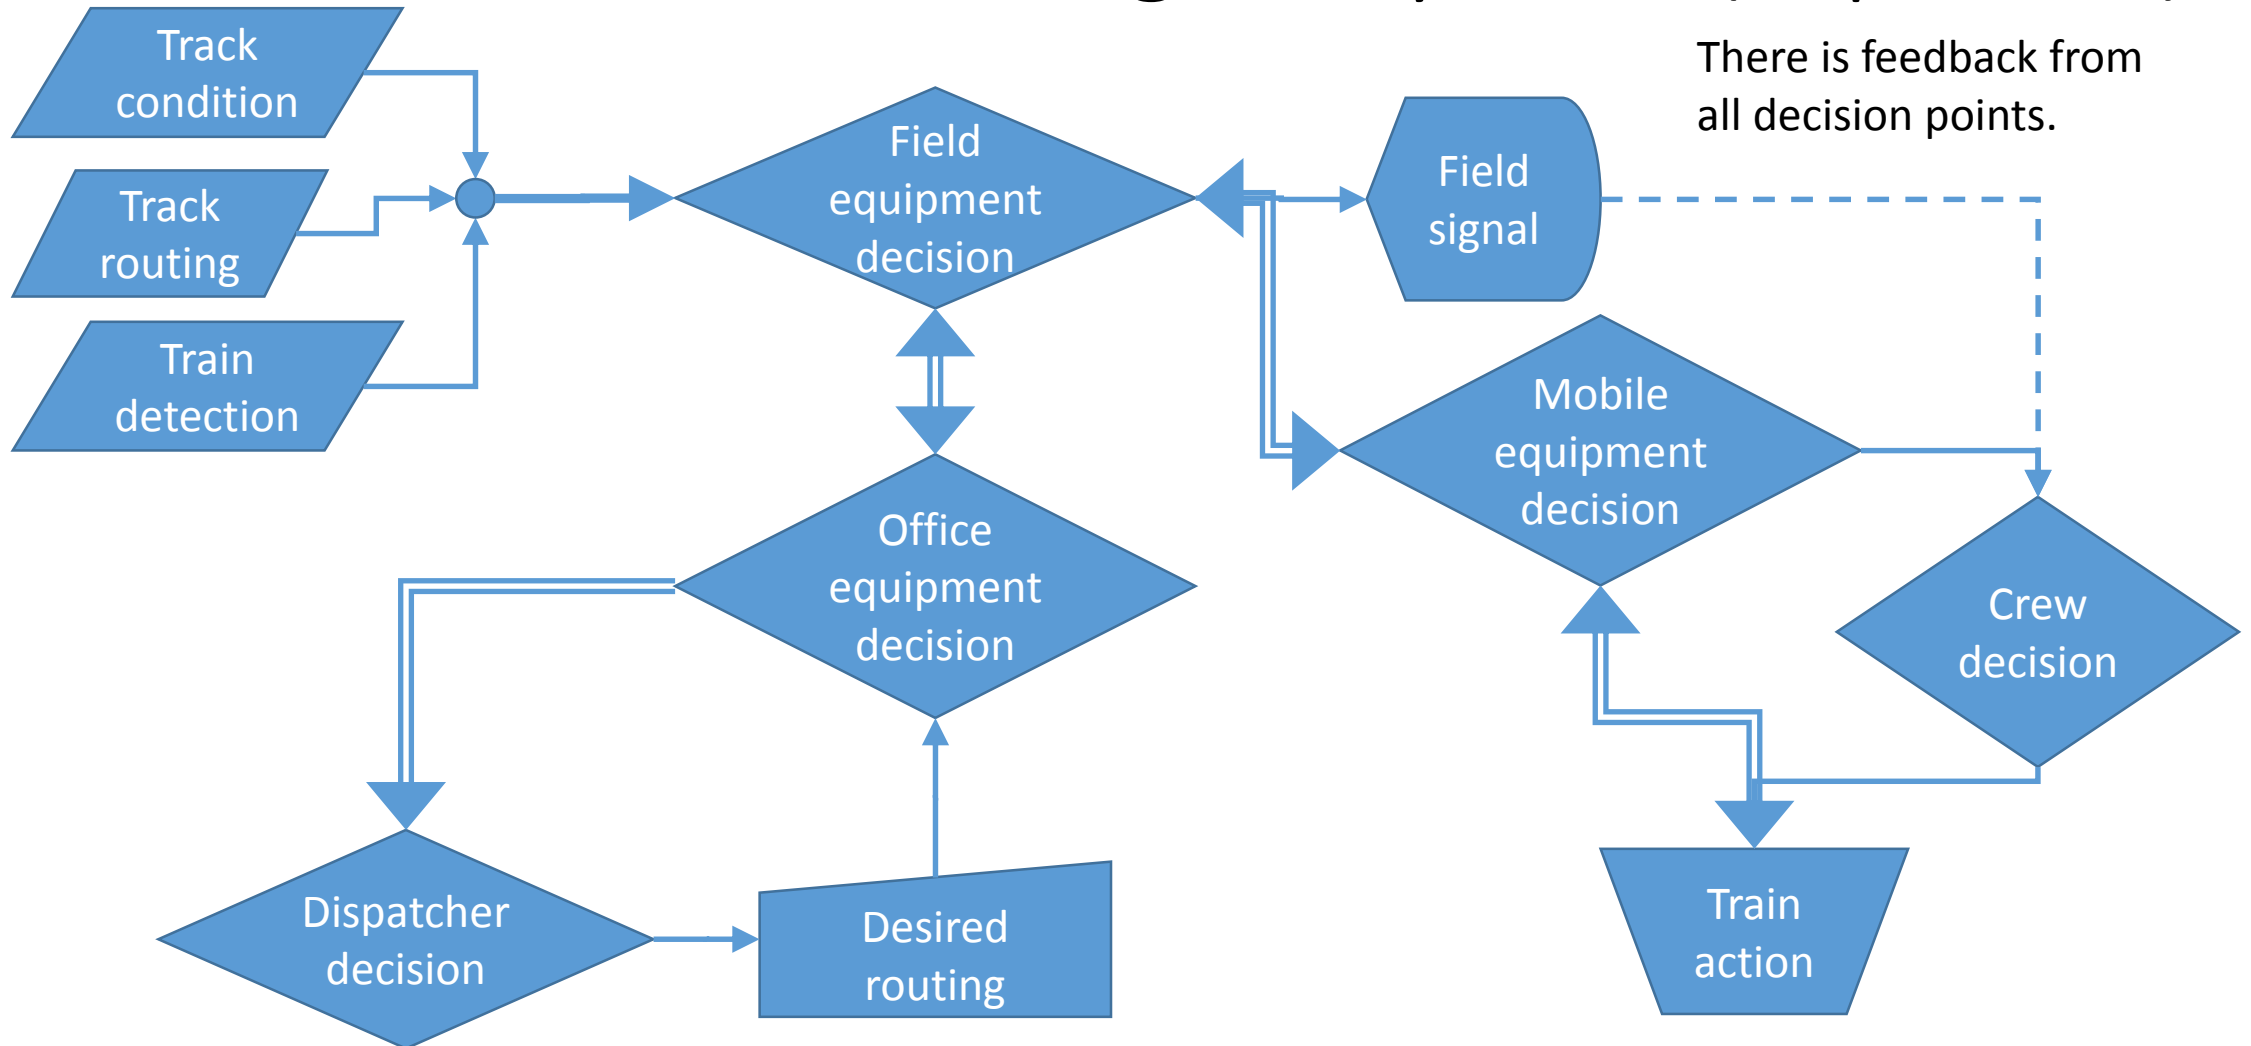 There is feedback from
all decision points.
Track
condition
Track
routing
Train
detection
Field
equipment
decision
Field
signal
Mobile
equipment
decision
Office
equipment
decision
Crew
decision
Dispatcher
decision
Desired
routing
Train
action